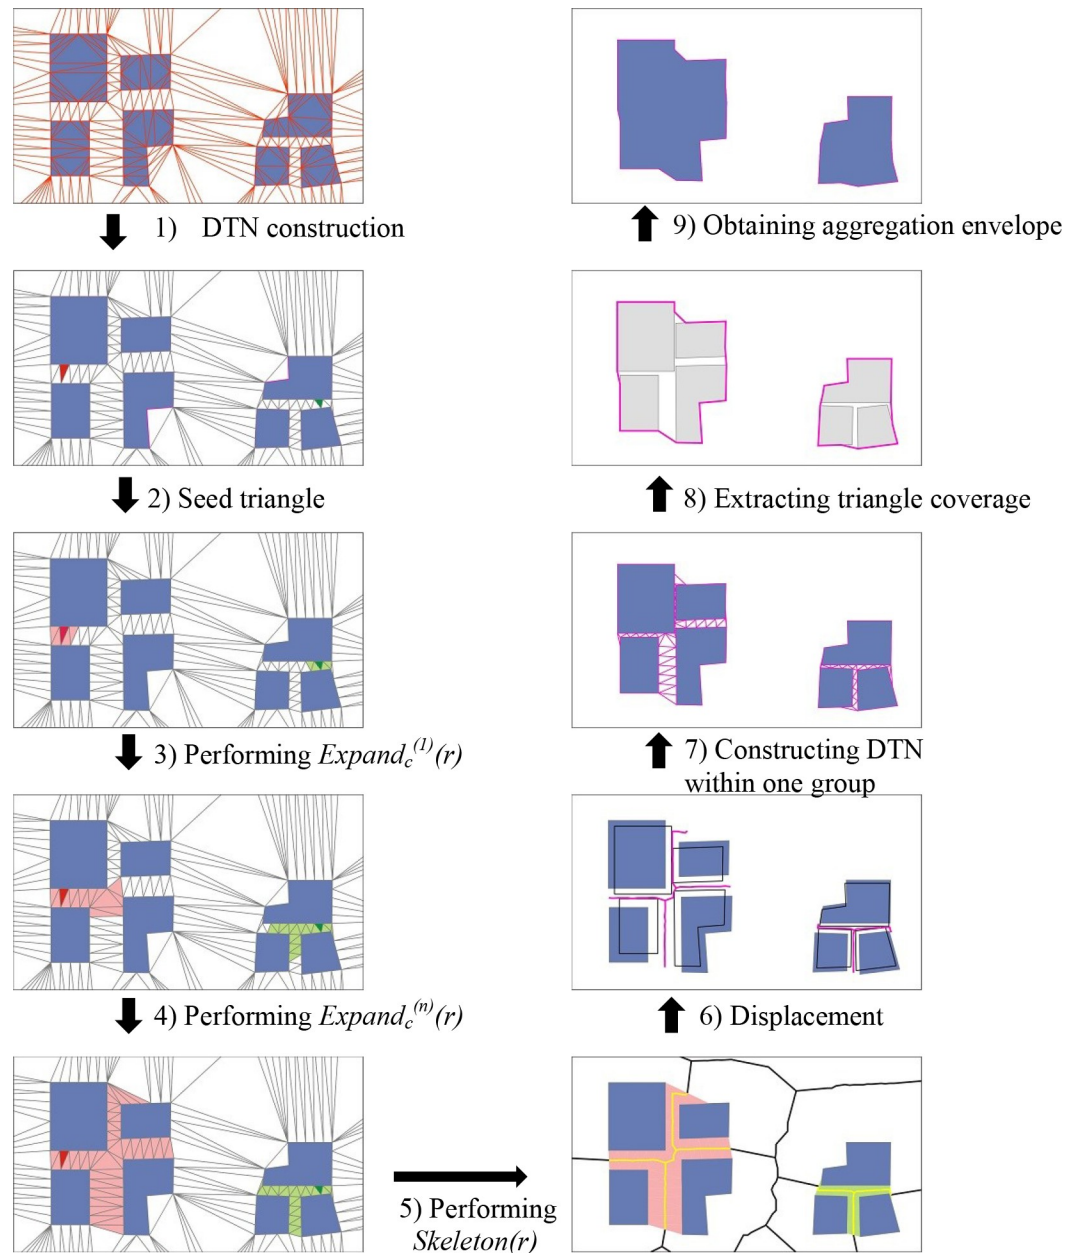 1) DTN construction
2) Seed triangle
3) Performing Expand_c^(1)(r)
4) Performing Expand_c^(n)(r)
5) Performing
Skeleton(r)
6) Displacement
7) Constructing DTN
within one group
8) Extracting triangle coverage
9) Obtaining aggregation envelope